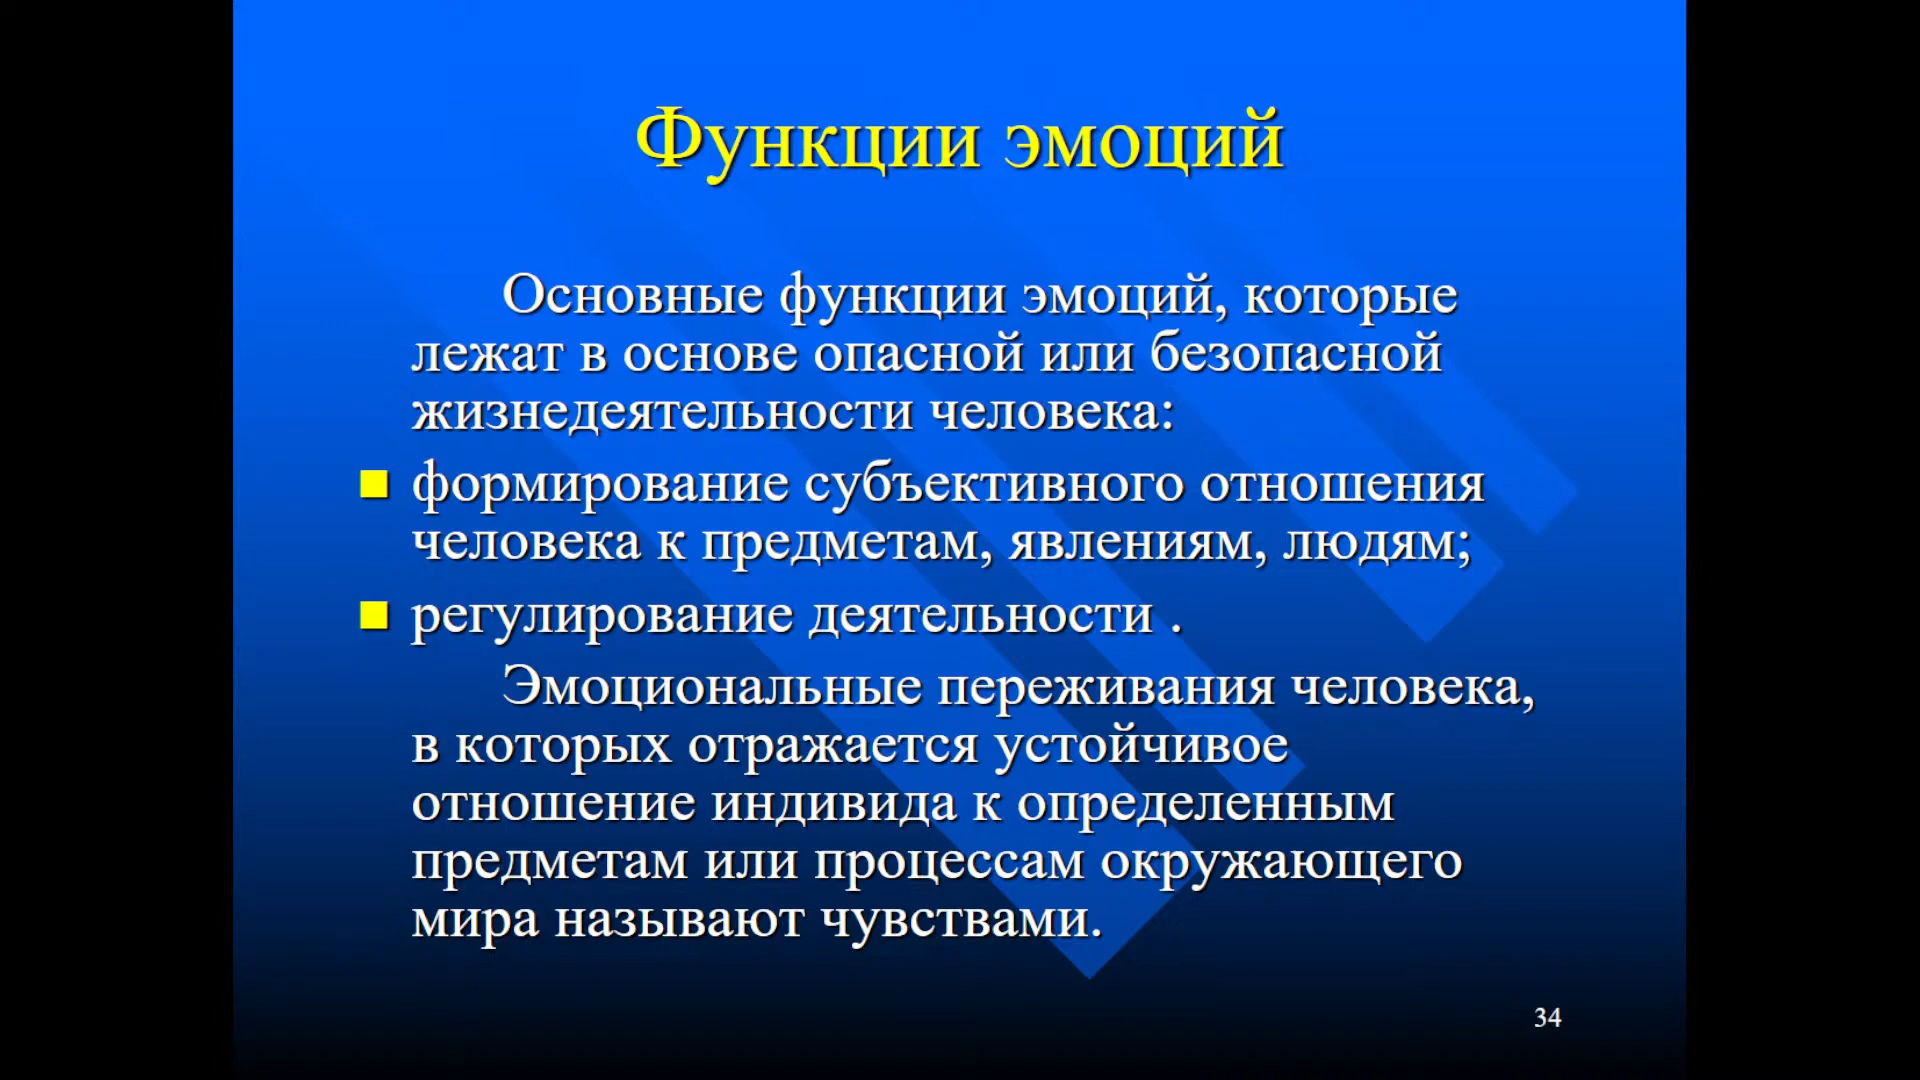 Функции эмоций
Основные функции эмоций, которые
лежат в основе опасной или безопасной
жизнедеятельности человека:
формирование субъективного отношения
человека к предметам, явлениям, людям;
регулирование деятельности .
Эмоциональные переживания человека,
в которых отражается устойчивое
отношение индивида к определенным
предметам или процессам окружающего
мира называют чувствами.
34